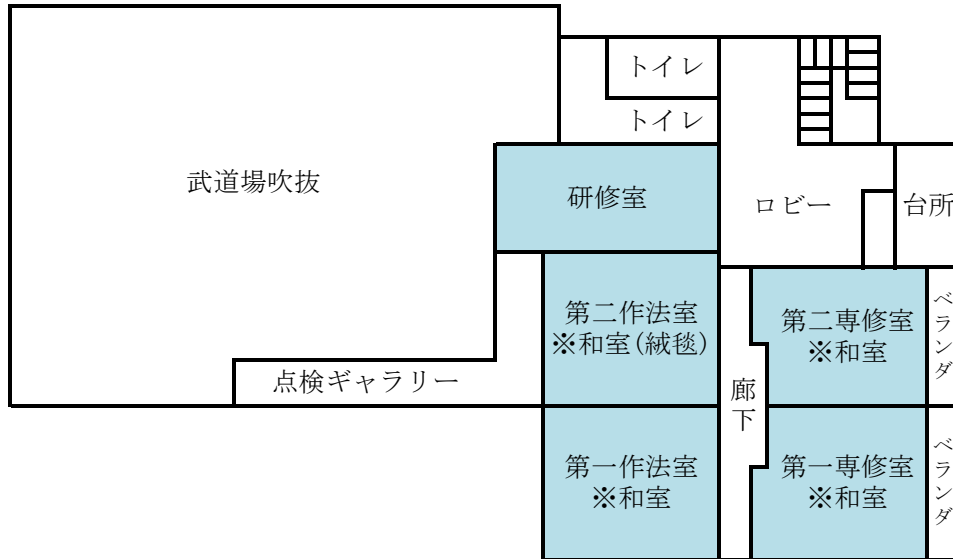 トイレ
トイレ
武道場吹抜
研修室
ロビー
台所
第二作法室
※和室(絨毯)
第二専修室
※和室
ベランダ
点検ギャラリー
廊下
第一作法室
※和室
第一専修室
※和室
ベランダ